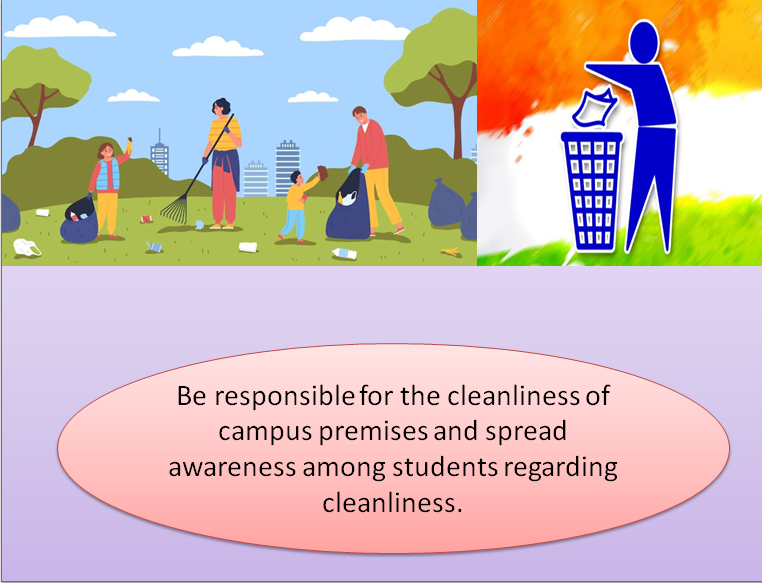 Be responsible for the cleanliness of
campus premises and spread
awareness among students regarding
cleanliness.